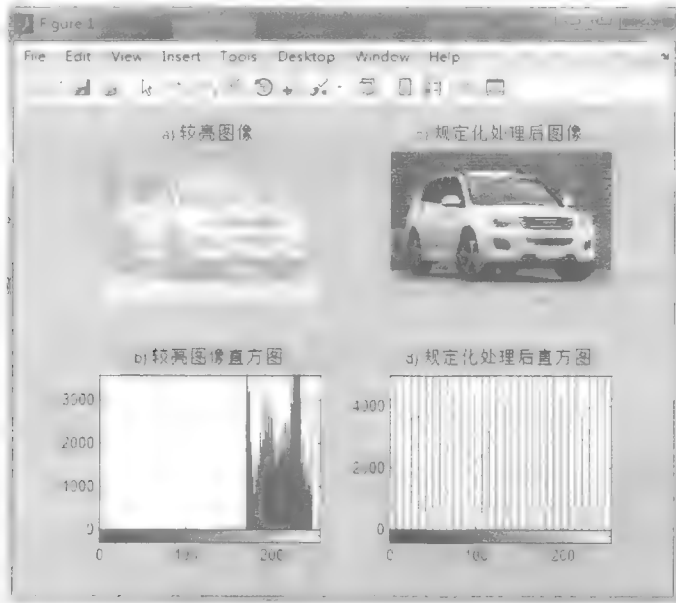 Figure 1
File Edit View Insert Tools Desktop Window Help
a) 较亮图像
c) 规定化处理后图像
b) 较亮图像直方图
d) 规定化处理后直方图
3000
2000
1000
0
0 100 200
4000
2000
0
0 100 200